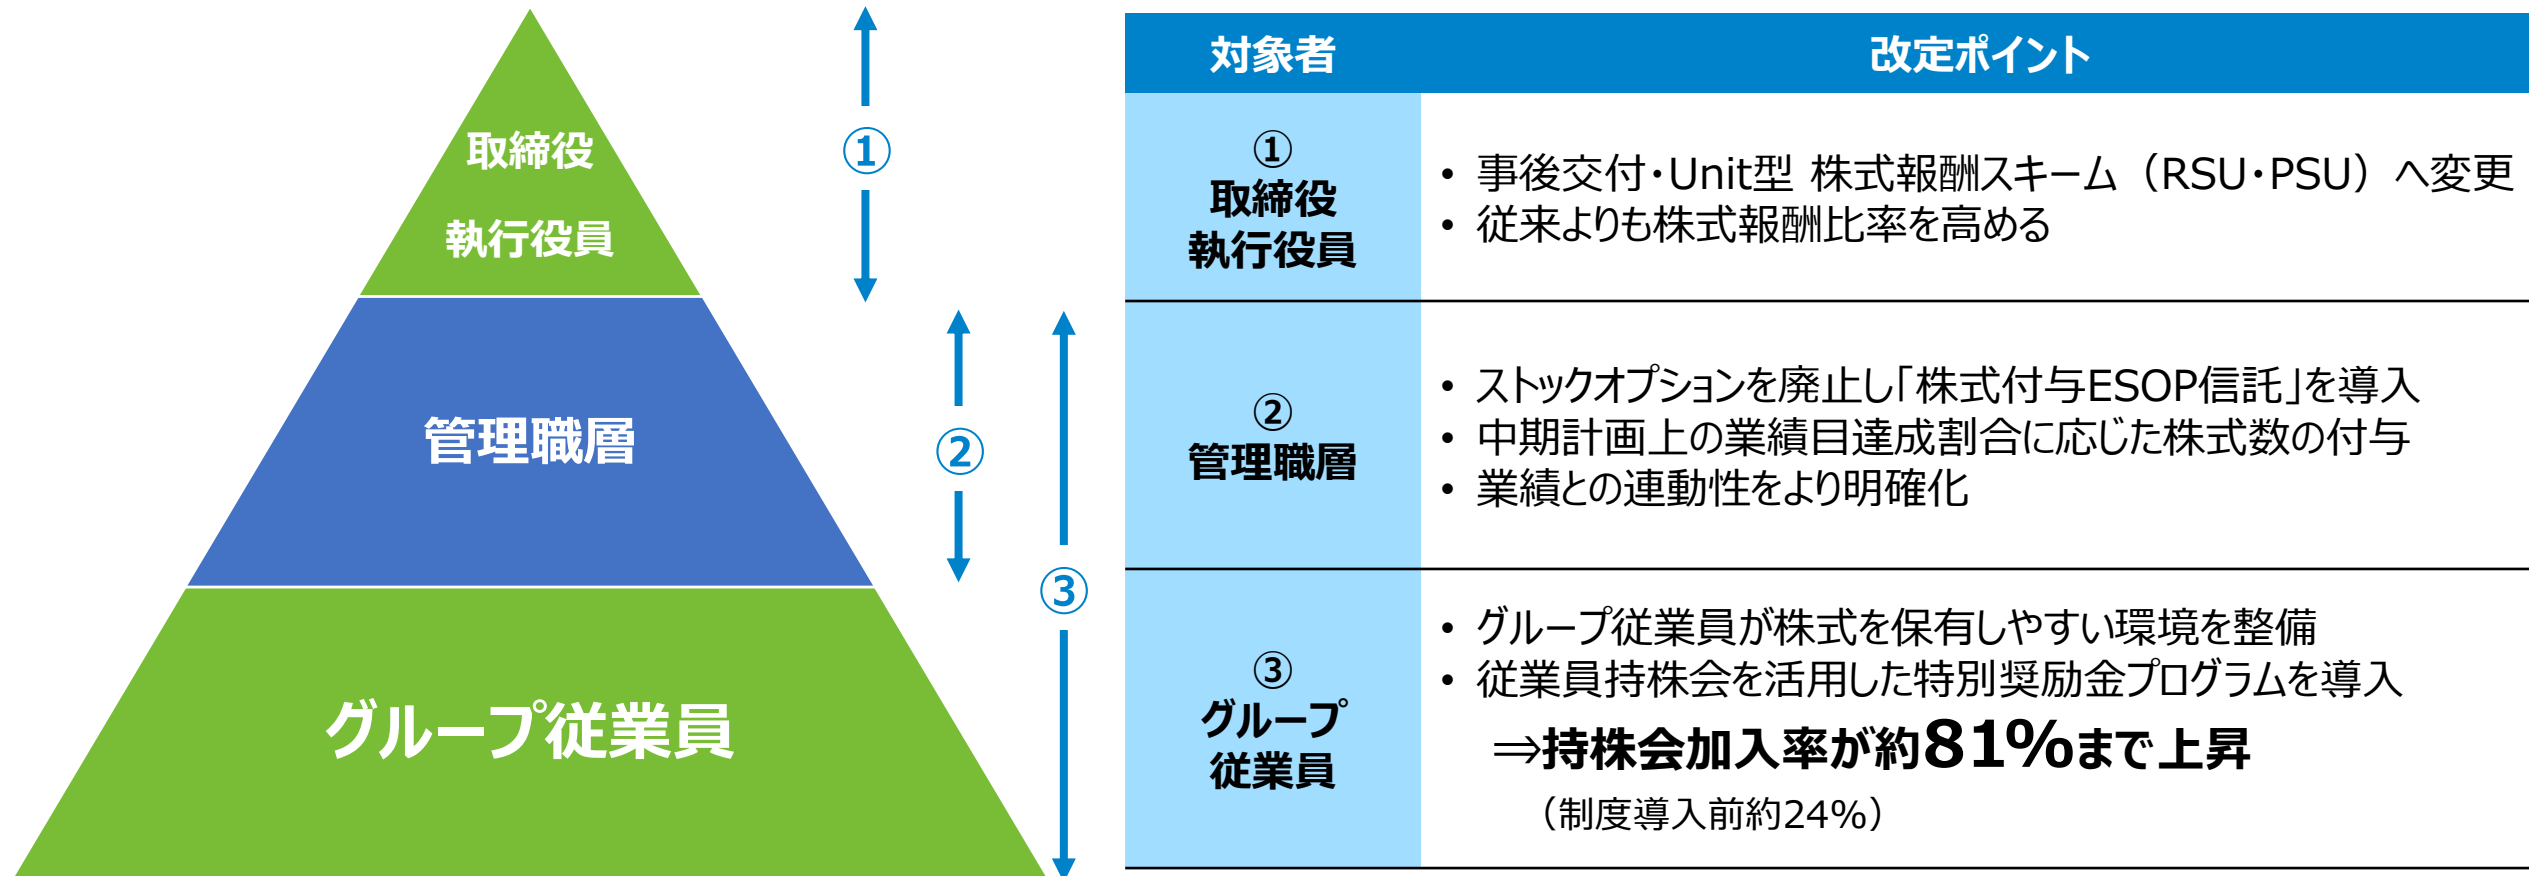 取締役
執行役員
管理職層
グループ従業員
①
②
③
対象者
改定ポイント
①
取締役
執行役員
• 事後交付・Unit型 株式報酬スキーム（RSU・PSU）へ変更
• 従来よりも株式報酬比率を高める
②
管理職層
• ストックオプションを廃止し「株式付与ESOP信託」を導入
• 中期計画上の業績目達成割合に応じた株式数の付与
• 業績との連動性をより明確化
③
グループ
従業員
• グループ従業員が株式を保有しやすい環境を整備
• 従業員持株会を活用した特別奨励金プログラムを導入
⇒持株会加入率が約81%まで上昇
（制度導入前約24%）